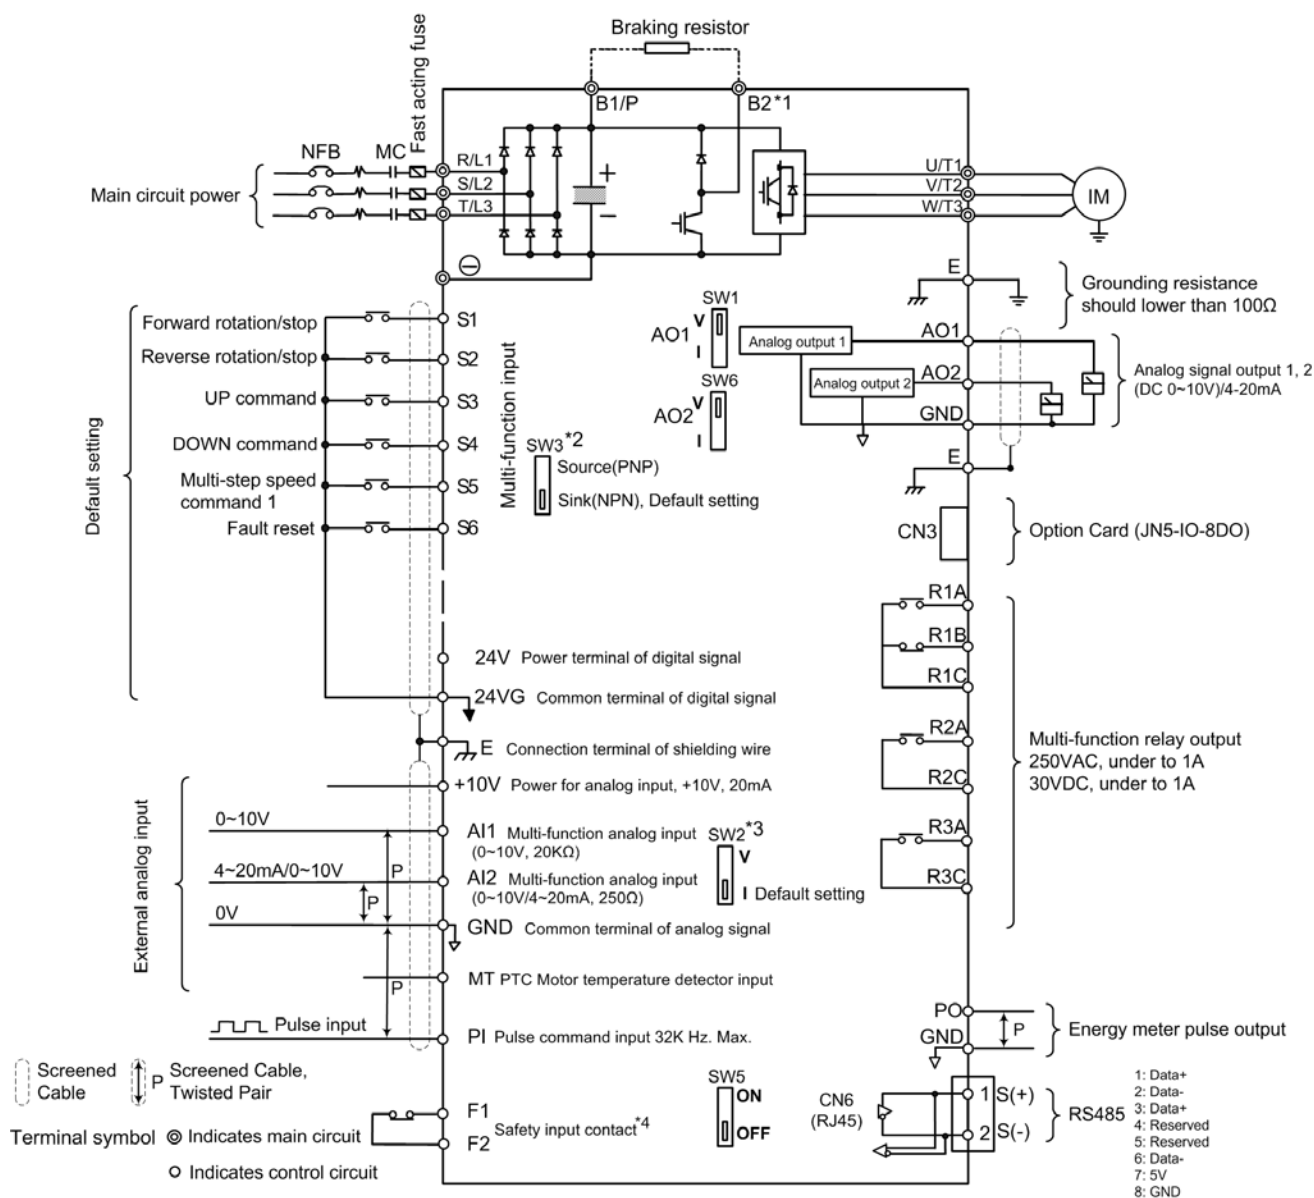 Braking resistor
Fast acting fuse
B1/P
B2*1
NFB
MC
Main circuit power
R/L1
S/L2
T/L3
+
−
U/T1
V/T2
W/T3
IM
E
Grounding resistance
should lower than 100Ω
Default setting
Forward rotation/stop
S1
Reverse rotation/stop
S2
UP command
S3
DOWN command
S4
Multi-step speed
command 1
S5
Fault reset
S6
Multi-function input
SW1
V
AO1
I
SW6
V
AO2
I
SW3*2
Source(PNP)
Sink(NPN), Default setting
Analog output 1
AO1
Analog output 2
AO2
GND
Analog signal output 1, 2
(DC 0~10V)/4-20mA
E
CN3
Option Card (JN5-IO-8DO)
24V Power terminal of digital signal
24VG Common terminal of digital signal
E Connection terminal of shielding wire
R1A
R1B
R1C
R2A
R2C
R3A
R3C
Multi-function relay output
250VAC, under to 1A
30VDC, under to 1A
External analog input
+10V Power for analog input, +10V, 20mA
0~10V
AI1 Multi-function analog input
(0~10V, 20KΩ)
4~20mA/0~10V
P
AI2 Multi-function analog input
(0~10V/4~20mA, 250Ω)
SW2*3
V
I Default setting
P
0V
GND Common terminal of analog signal
MT PTC Motor temperature detector input
P
Pulse input
PI Pulse command input 32K Hz. Max.
PO
P
GND
Energy meter pulse output
Screened
Cable
P
Screened Cable,
Twisted Pair
Terminal symbol
Indicates main circuit
Indicates control circuit
F1
F2
Safety input contact*4
SW5
ON
OFF
CN6
(RJ45)
1
S(+)
2
S(-)
RS485
1: Data+
2: Data-
3: Data+
4: Reserved
5: Reserved
6: Data-
7: 5V
8: GND